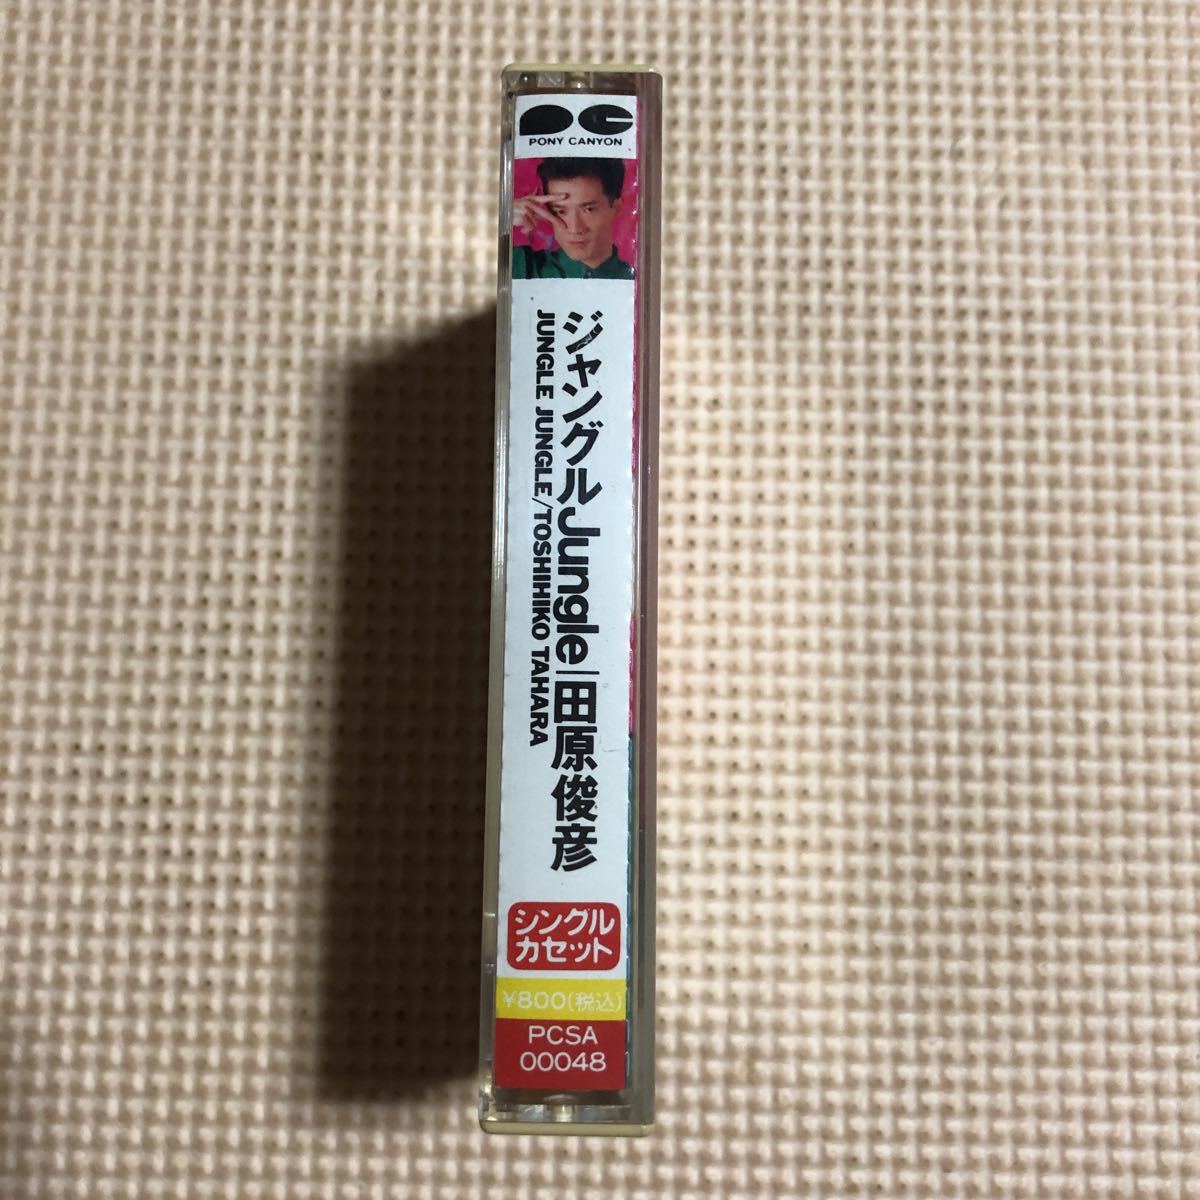 PC
PONY CANYON
ジャングルJungle|田原俊彦
JUNGLE JUNGLE/TOSHIHIKO TAHARA
シングル
カセット
¥800(税込)
PCSA
00048